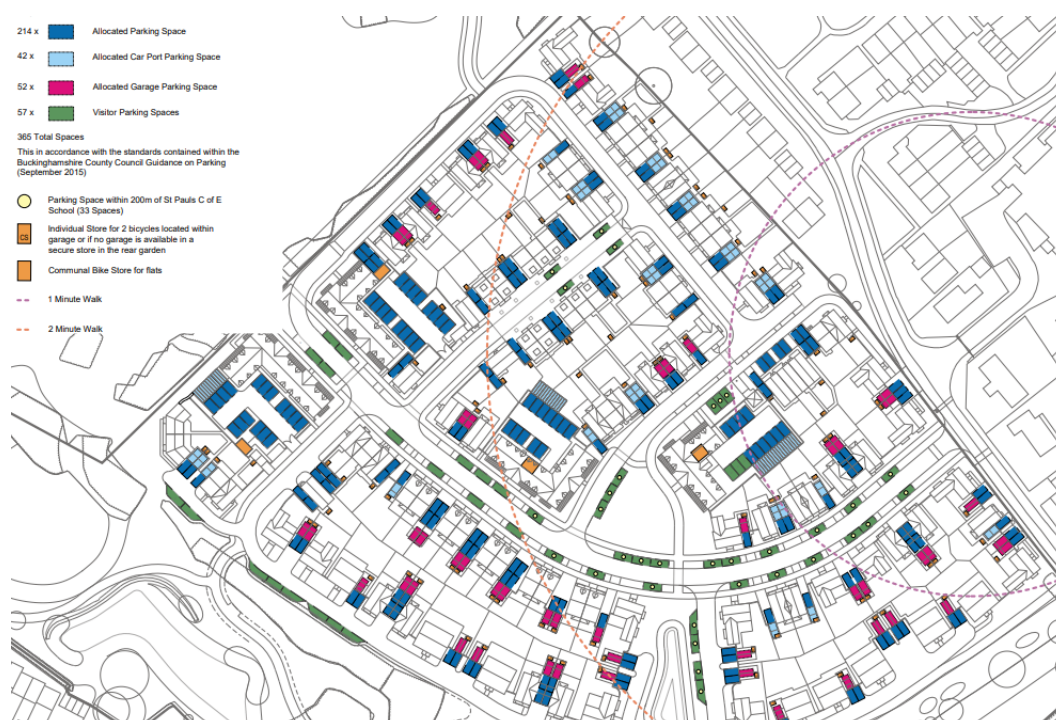 214 x Allocated Parking Space
42 x Allocated Car Port Parking Space
52 x Allocated Garage Parking Space
57 x Visitor Parking Spaces
365 Total Spaces
This in accordance with the standards contained within the
Buckinghamshire County Council Guidance on Parking
(September 2015)
Parking Space within 200m of St Pauls C of E
School (33 Spaces)
Individual Store for 2 bicycles located within
CS garage or if no garage is available in a
secure store in the rear garden
Communal Bike Store for flats
1 Minute Walk
2 Minute Walk